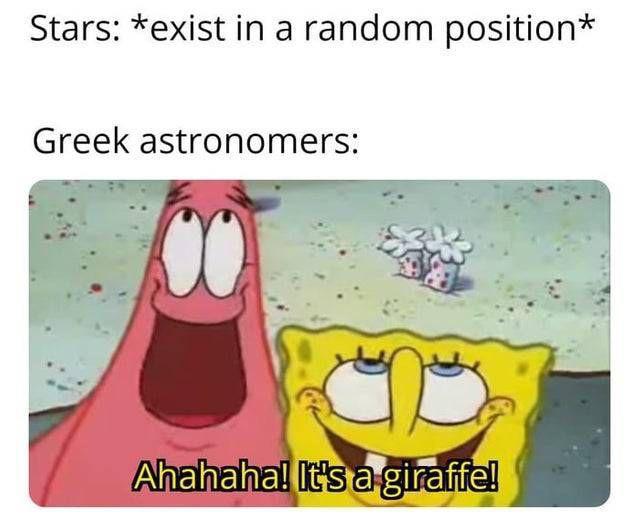 Stars: *exist in a random position*
Greek astronomers:
Ahahaha! It's a giraffe!